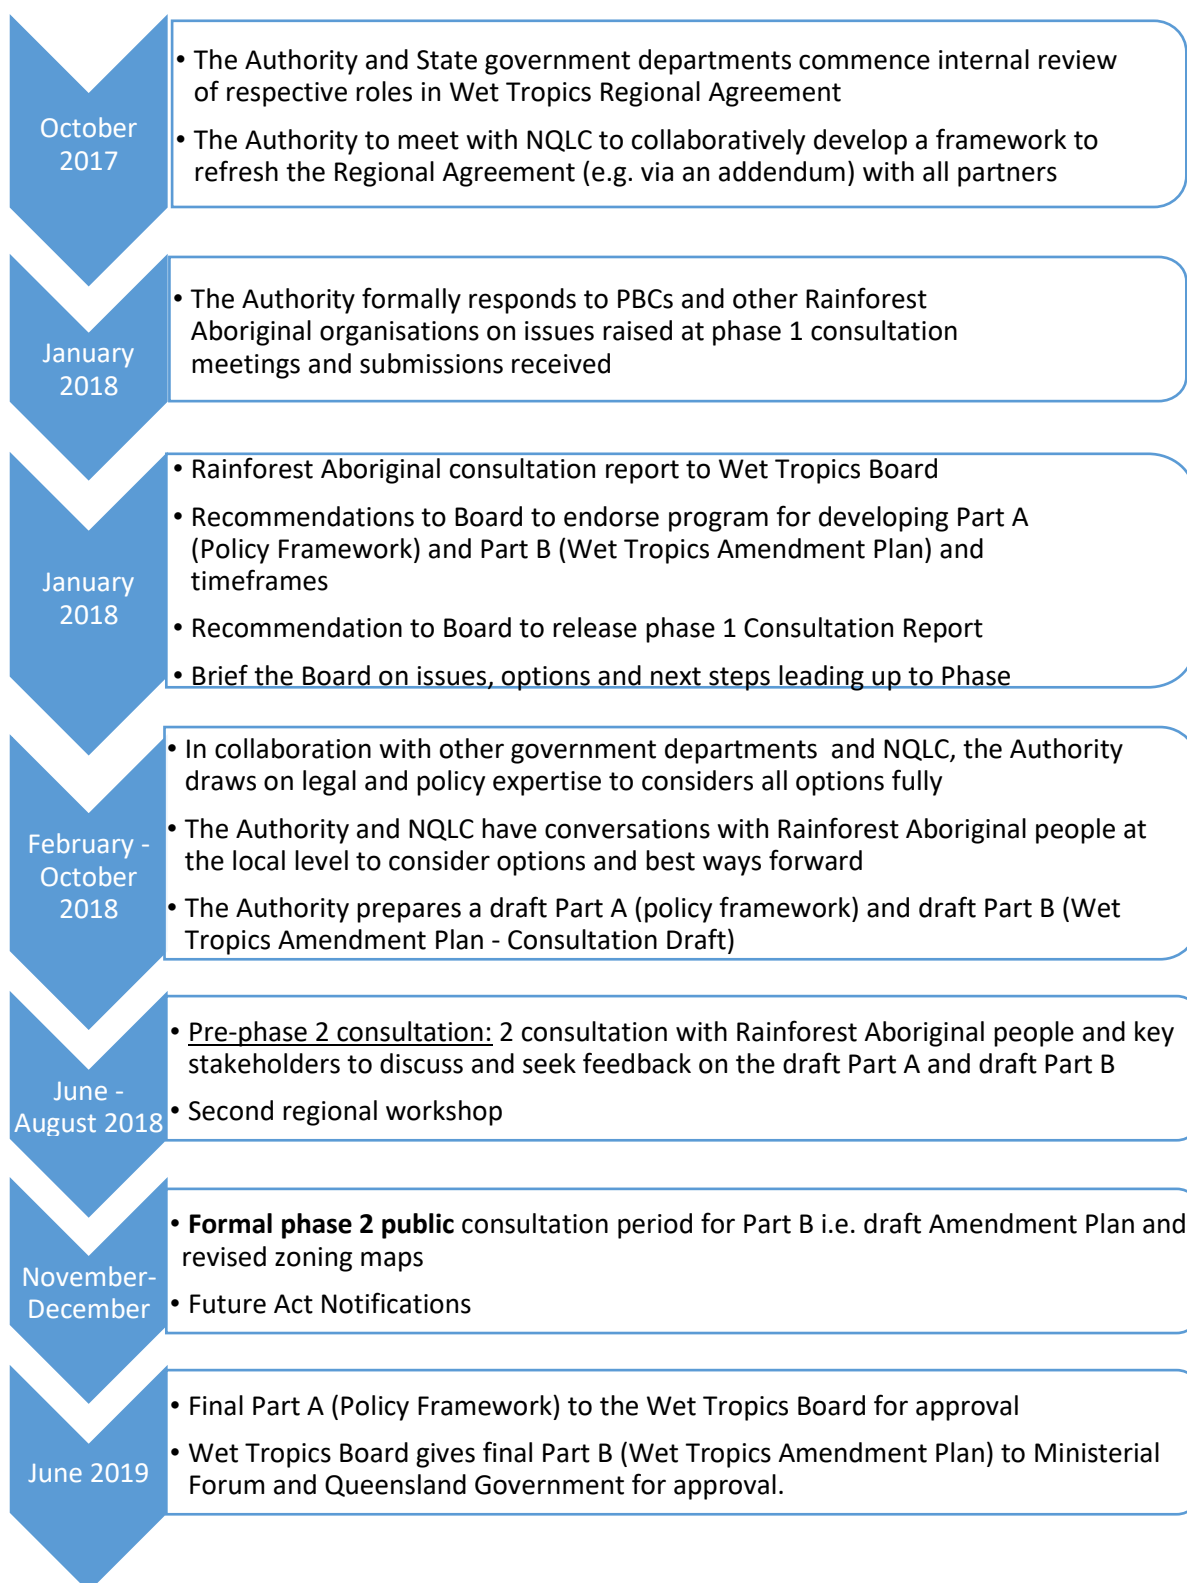 October
2017
• The Authority and State government departments commence internal review
of respective roles in Wet Tropics Regional Agreement
• The Authority to meet with NQLC to collaboratively develop a framework to
refresh the Regional Agreement (e.g. via an addendum) with all partners
January
2018
• The Authority formally responds to PBCs and other Rainforest
Aboriginal organisations on issues raised at phase 1 consultation
meetings and submissions received
January
2018
• Rainforest Aboriginal consultation report to Wet Tropics Board
• Recommendations to Board to endorse program for developing Part A
(Policy Framework) and Part B (Wet Tropics Amendment Plan) and
timeframes
• Recommendation to Board to release phase 1 Consultation Report
• Brief the Board on issues, options and next steps leading up to Phase
February -
October
2018
• In collaboration with other government departments and NQLC, the Authority
draws on legal and policy expertise to considers all options fully
• The Authority and NQLC have conversations with Rainforest Aboriginal people at
the local level to consider options and best ways forward
• The Authority prepares a draft Part A (policy framework) and draft Part B (Wet
Tropics Amendment Plan - Consultation Draft)
June -
August 2018
• Pre-phase 2 consultation: 2 consultation with Rainforest Aboriginal people and key
stakeholders to discuss and seek feedback on the draft Part A and draft Part B
• Second regional workshop
November-
December
• Formal phase 2 public consultation period for Part B i.e. draft Amendment Plan and
revised zoning maps
• Future Act Notifications
June 2019
• Final Part A (Policy Framework) to the Wet Tropics Board for approval
• Wet Tropics Board gives final Part B (Wet Tropics Amendment Plan) to Ministerial
Forum and Queensland Government for approval.